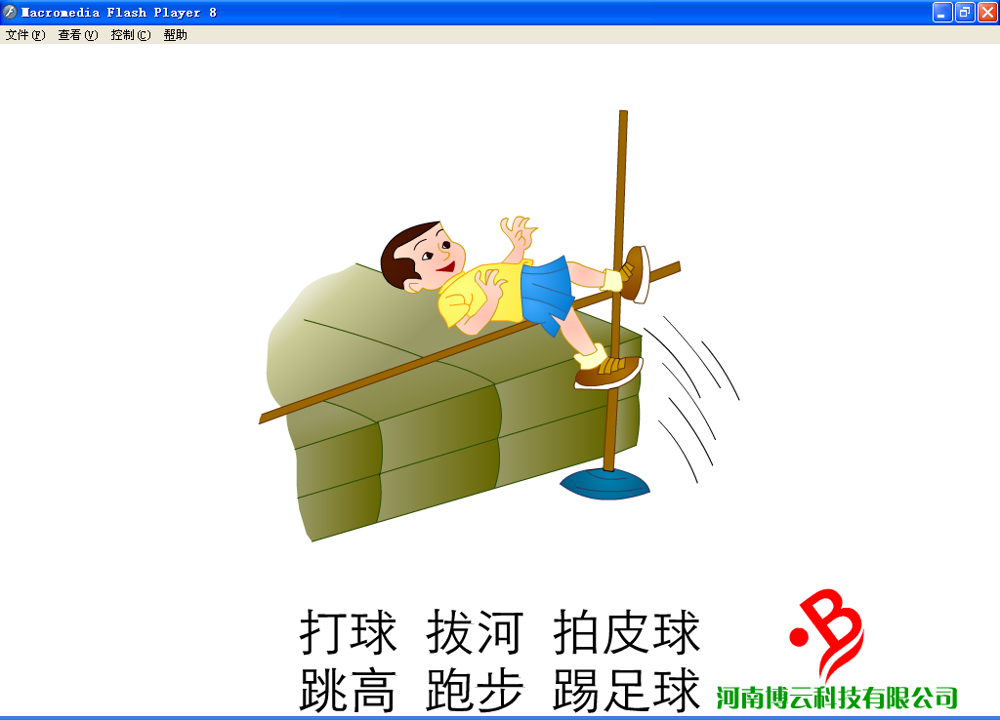 Macromedia Flash Player 8
文件(F) 查看(V) 控制(C) 帮助
打球 拔河 拍皮球
跳高 跑步 踢足球
河南博云科技有限公司